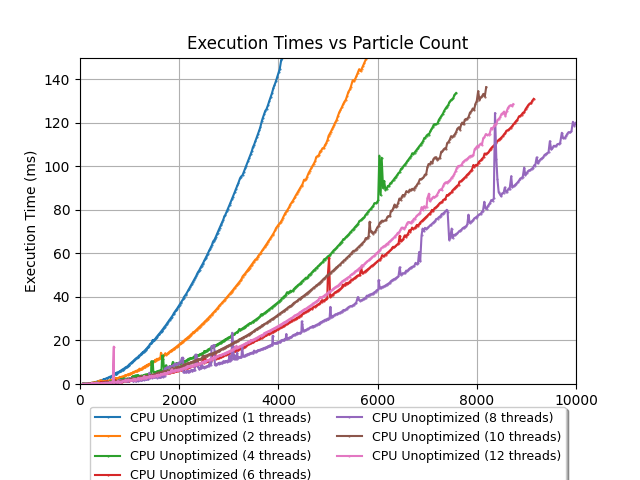 Execution Times vs Particle Count
Execution Time (ms)
140
120
100
80
60
40
20
0
0 2000 4000 6000 8000 10000
CPU Unoptimized (1 threads)
CPU Unoptimized (2 threads)
CPU Unoptimized (4 threads)
CPU Unoptimized (6 threads)
CPU Unoptimized (8 threads)
CPU Unoptimized (10 threads)
CPU Unoptimized (12 threads)